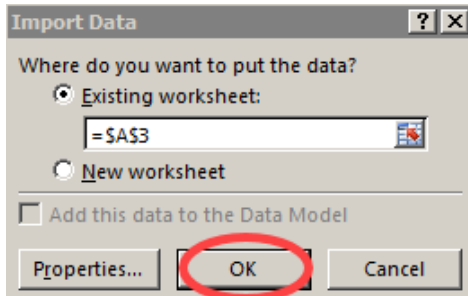 Import Data ? X
Where do you want to put the data?
Existing worksheet:
=$A$3
New worksheet
Add this data to the Data Model
Properties... OK Cancel